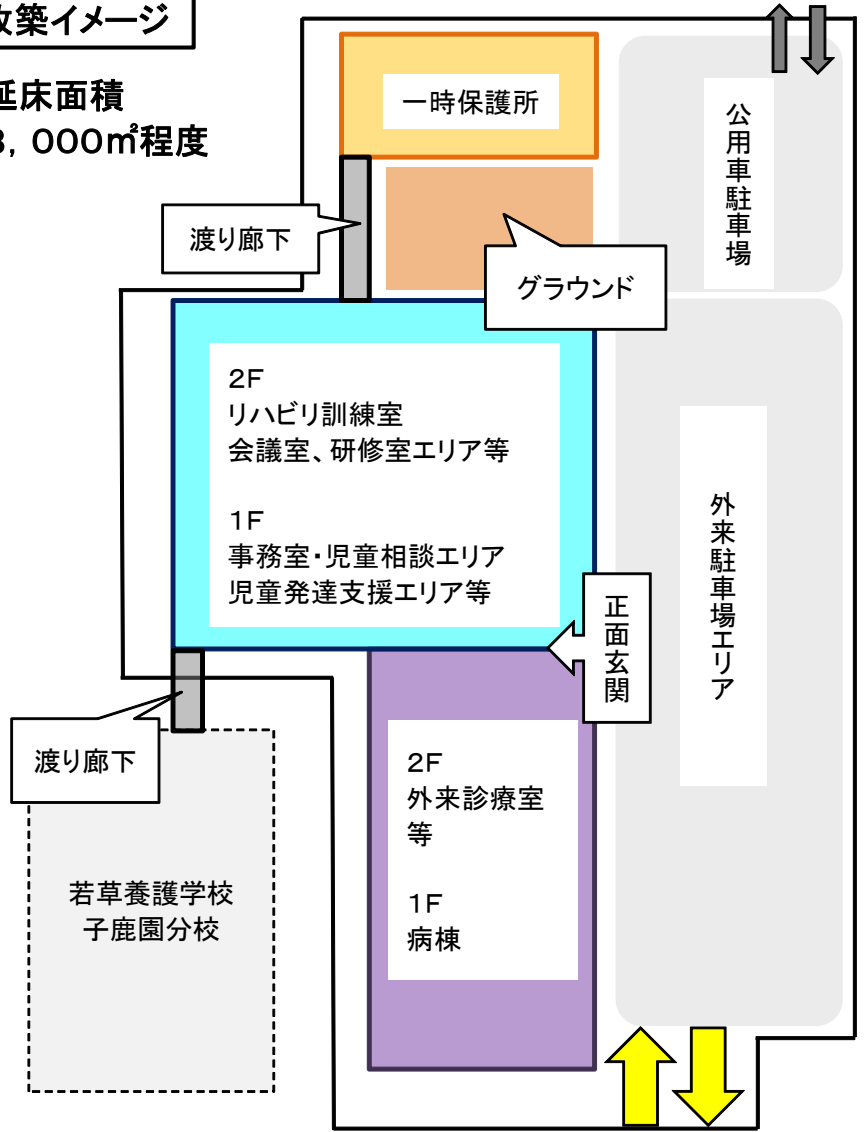 改築イメージ
延床面積
,000㎡程度
一時保護所
公用車駐車場
渡り廊下
グラウンド
2F
リハビリ訓練室
会議室、研修室エリア等
1F
事務室・児童相談エリア
児童発達支援エリア等
外来駐車場エリア
正面玄関
渡り廊下
2F
外来診療室
等
1F
病棟
若草養護学校
子鹿園分校